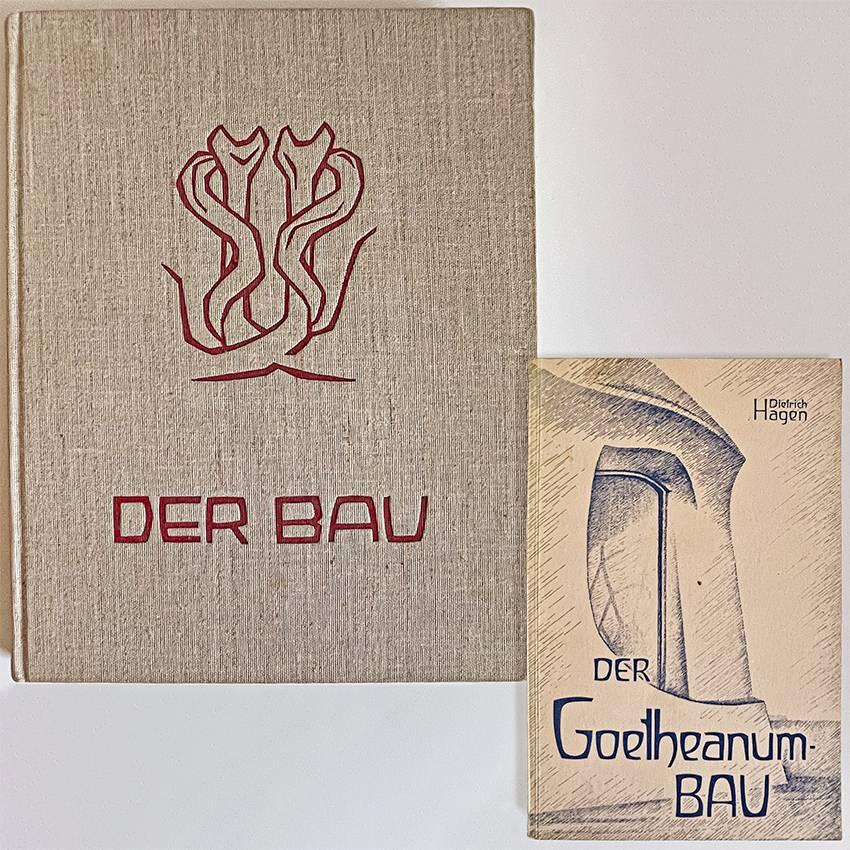 DER BAU
Dietrich
Hagen
DER
Goetheanum-
BAU